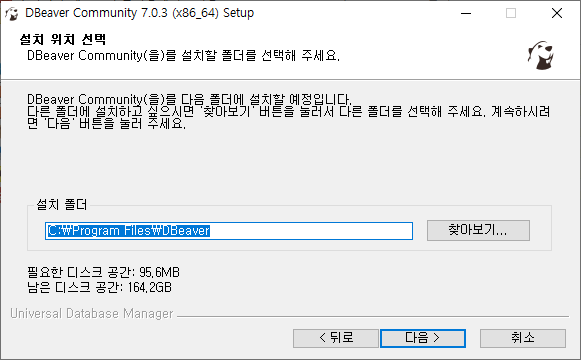 DBeaver Community 7.0.3 (x86_64) Setup
설치 위치 선택
DBeaver Community(을)를 설치할 폴더를 선택해 주세요.
DBeaver Community(을)를 다음 폴더에 설치할 예정입니다.
다른 폴더에 설치하고 싶으시면 '찾아보기' 버튼을 눌러서 다른 폴더를 선택해 주세요. 계속하시려
면 '다음' 버튼을 눌러 주세요.
설치 폴더
C:₩Program Files₩DBeaver
찾아보기...
필요한 디스크 공간: 95.6MB
남은 디스크 공간: 164.2GB
Universal Database Manager
< 뒤로
다음 >
취소